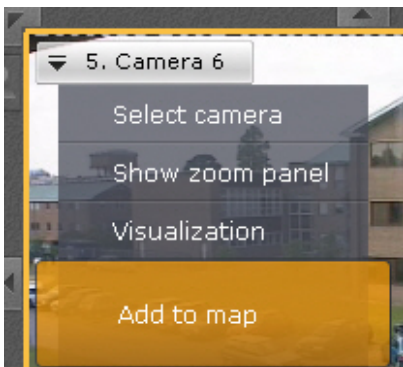 5. Camera 6
Select camera
Show zoom panel
Visualization
Add to map